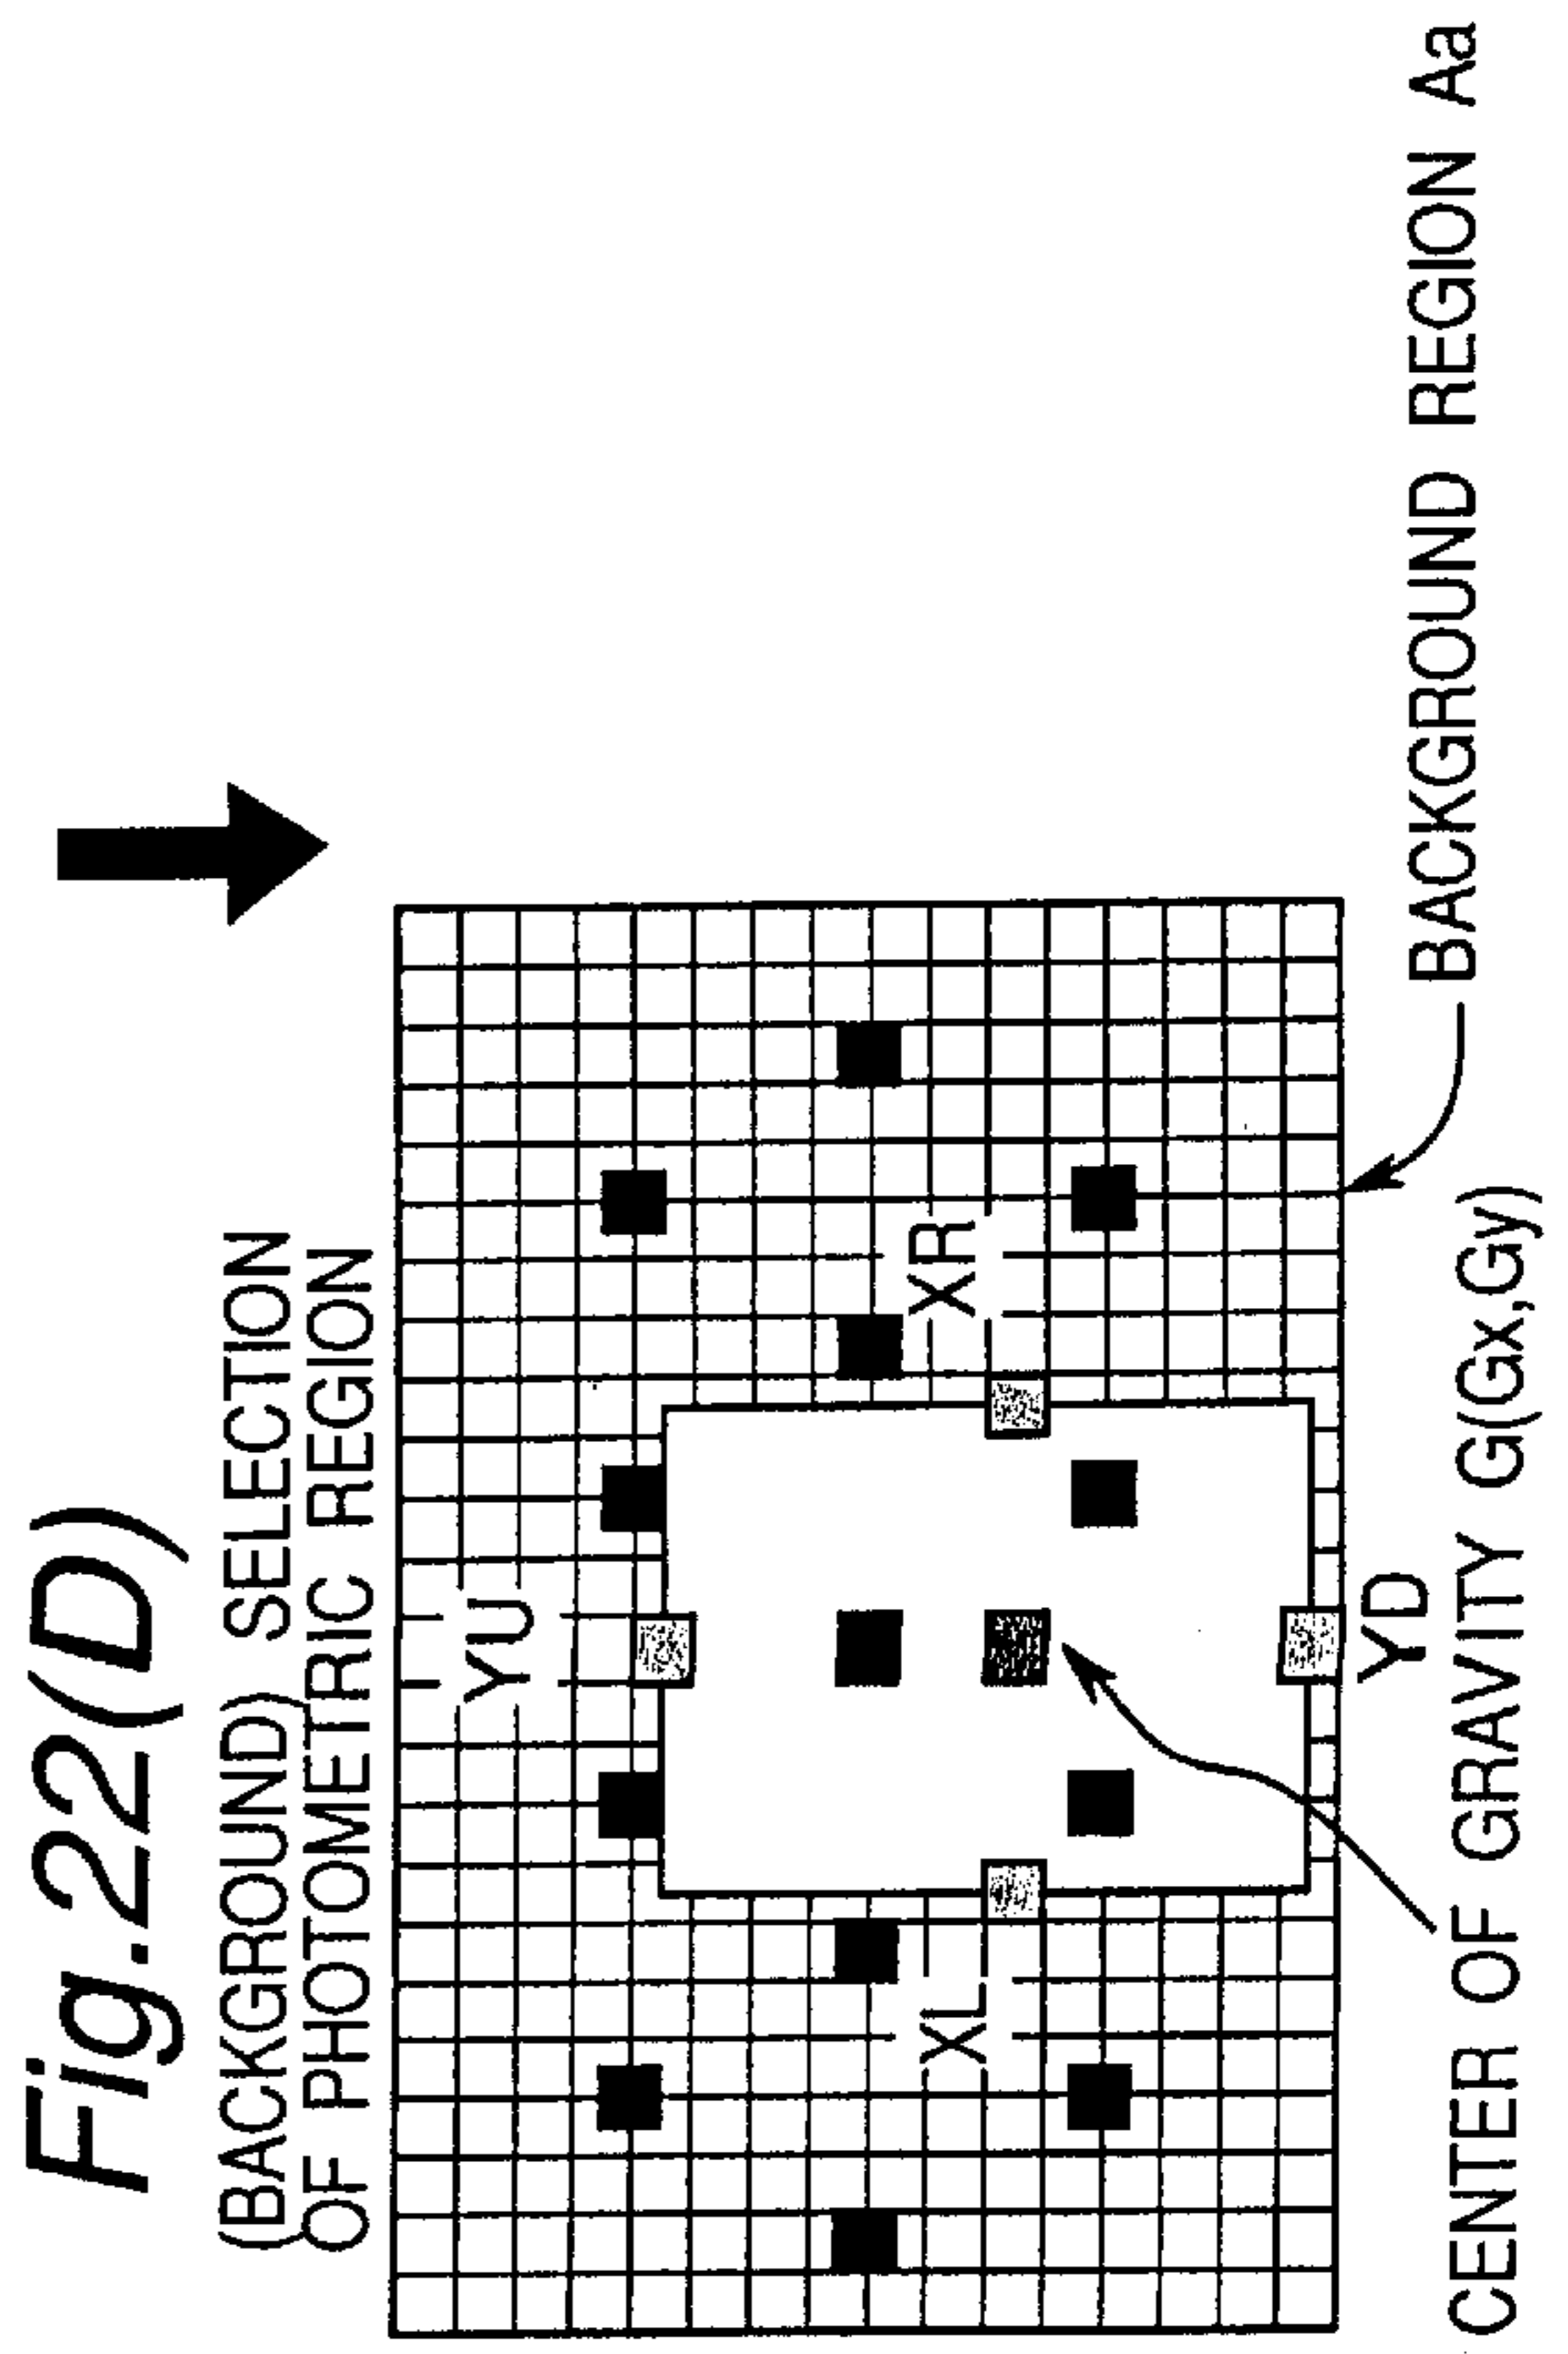 Fig.22(D)
(BACKGROUND) SELECTION
OF PHOTOMETRIC REGION
YU
XL
XR
YD
CENTER OF GRAVITY G(Gx,Gy)
BACKGROUND REGION Aa